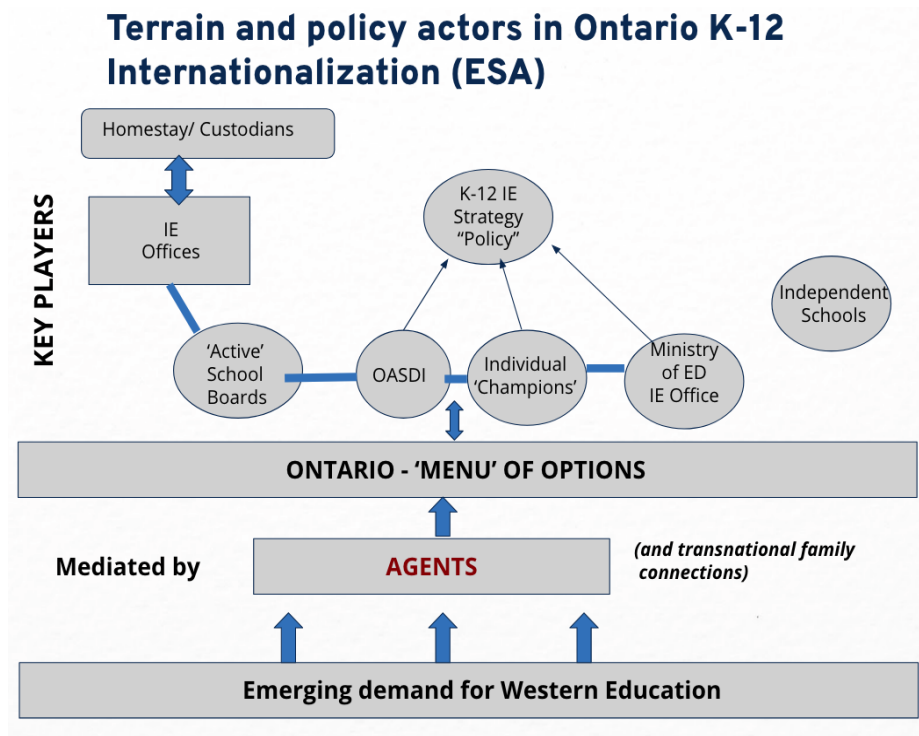 Terrain and policy actors in Ontario K-12
Internationalization (ESA)
Homestay/ Custodians
KEY PLAYERS
IE
Offices
K-12 IE
Strategy
“Policy”
Independent
Schools
‘Active’
School
Boards
OASDI
Individual
‘Champions’
Ministry
of ED
IE Office
ONTARIO - ‘MENU’ OF OPTIONS
Mediated by
AGENTS
(and transnational family
connections)
Emerging demand for Western Education